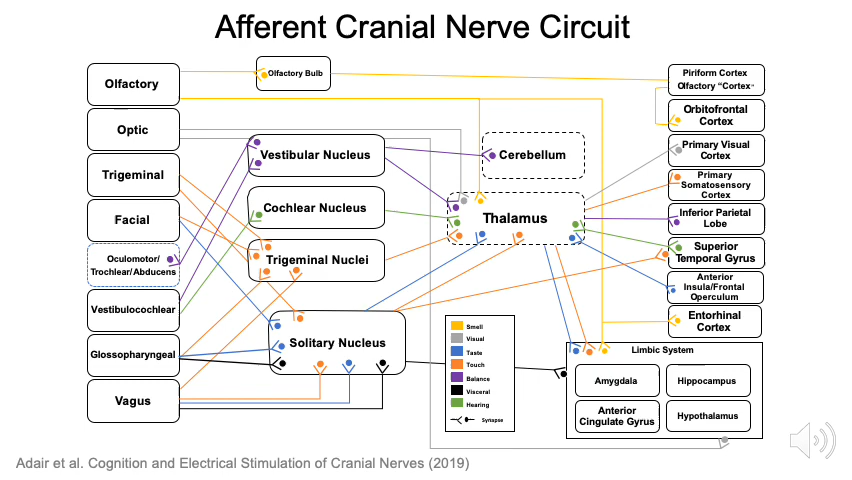 Afferent Cranial Nerve Circuit
Olfactory
Optic
Trigeminal
Facial
Oculomotor/
Trochlear/Abducens
Vestibulocochlear
Glossopharyngeal
Vagus
Olfactory Bulb
Vestibular Nucleus
Cochlear Nucleus
Trigeminal Nuclei
Solitary Nucleus
Cerebellum
Thalamus
Smell
Visual
Taste
Touch
Balance
Visceral
Hearing
Synapse
Piriform Cortex
Olfactory "Cortex"
Orbitofrontal
Cortex
Primary Visual
Cortex
Primary
Somatosensory
Cortex
Inferior Parietal
Lobe
Superior
Temporal Gyrus
Anterior
Insula/Frontal
Operculum
Entorhinal
Cortex
Limbic System
Amygdala
Hippocampus
Anterior
Cingulate Gyrus
Hypothalamus
Adair et al. Cognition and Electrical Stimulation of Cranial Nerves (2019)